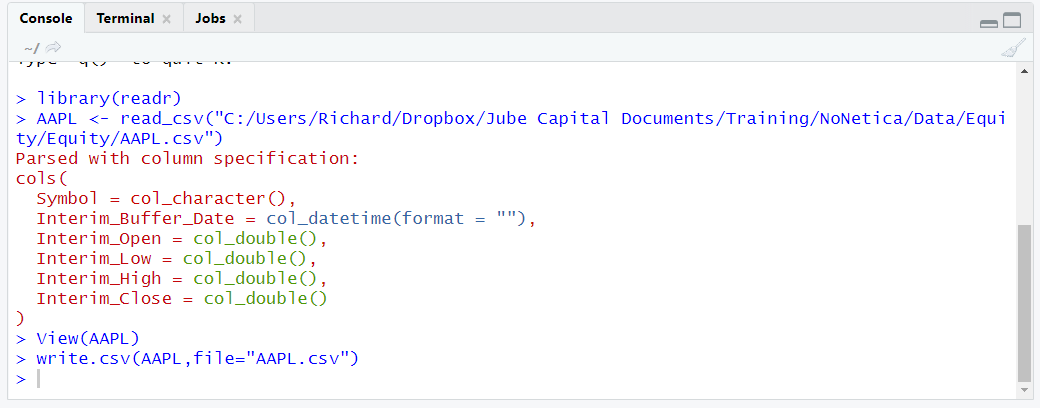 Console Terminal × Jobs ×
~/
Type 'q()' to quit R.
> library(readr)
> AAPL <- read_csv("C:/Users/Richard/Dropbox/Jube Capital Documents/Training/NoNetica/Data/Equi
ty/Equity/AAPL.csv")
Parsed with column specification:
cols(
  Symbol = col_character(),
  Interim_Buffer_Date = col_datetime(format = ""),
  Interim_Open = col_double(),
  Interim_Low = col_double(),
  Interim_High = col_double(),
  Interim_Close = col_double()
)
> View(AAPL)
> write.csv(AAPL,file="AAPL.csv")
>